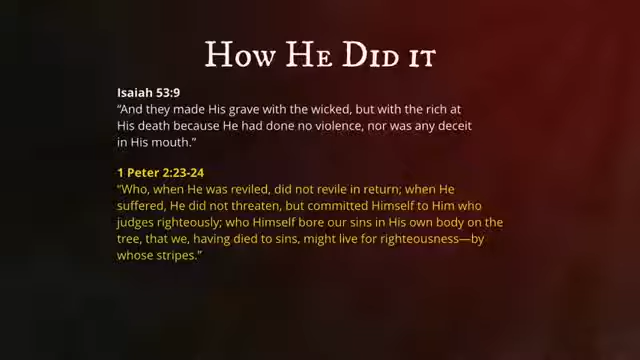 How He Did it
Isaiah 53:9
“And they made His grave with the wicked, but with the rich at
His death because He had done no violence, nor was any deceit
in His mouth.”
1 Peter 2:23-24
“Who, when He was reviled, did not revile in return; when He
suffered, He did not threaten, but committed Himself to Him who
judges righteously; who Himself bore our sins in His own body on the
tree, that we, having died to sins, might live for righteousness—by
whose stripes.”